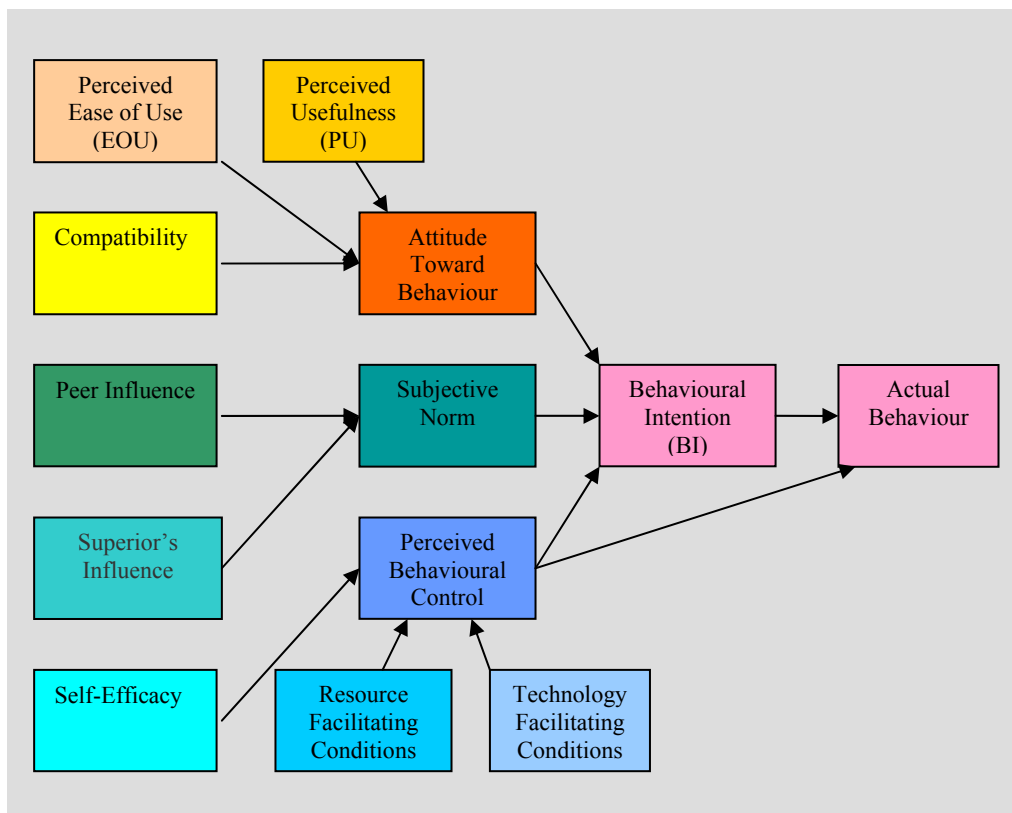 Perceived
Ease of Use
(EOU)
Perceived
Usefulness
(PU)
Compatibility
Attitude
Toward
Behaviour
Peer Influence
Subjective
Norm
Behavioural
Intention
(BI)
Actual
Behaviour
Superior’s
Influence
Perceived
Behavioural
Control
Self-Efficacy
Resource
Facilitating
Conditions
Technology
Facilitating
Conditions